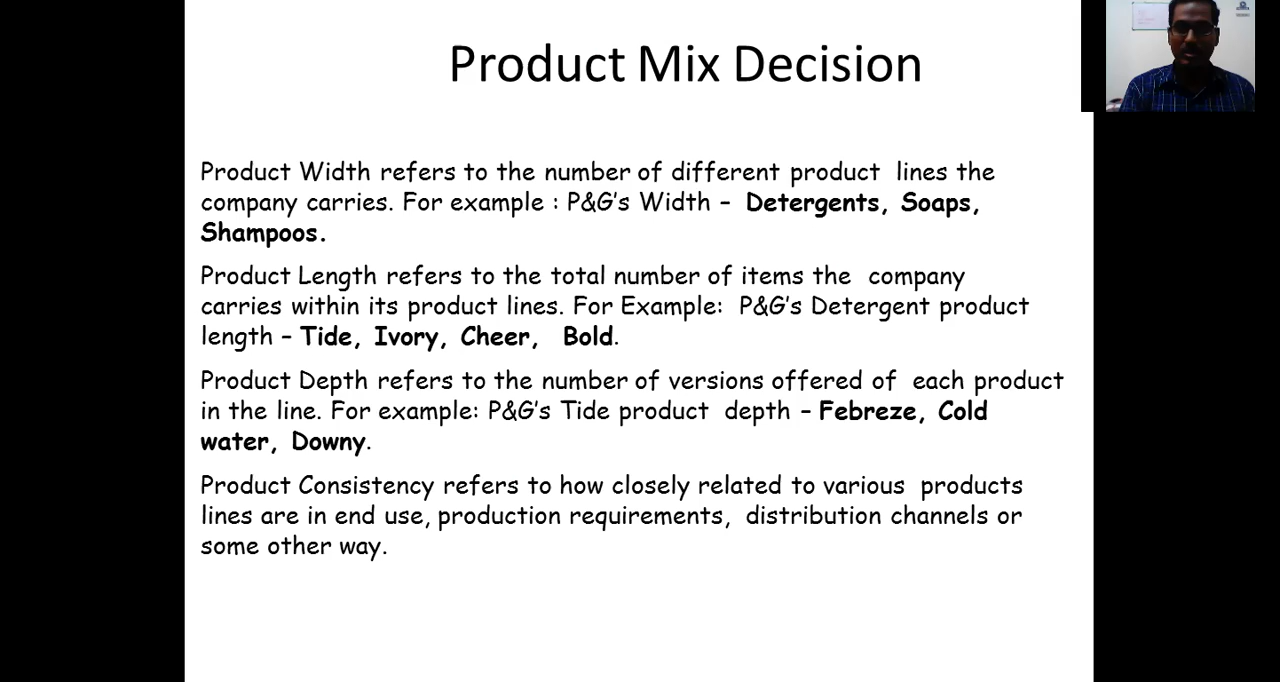 Product Mix Decision
Product Width refers to the number of different product lines the
company carries. For example : P&G's Width – Detergents, Soaps,
Shampoos.
Product Length refers to the total number of items the company
carries within its product lines. For Example: P&G's Detergent product
length – Tide, Ivory, Cheer, Bold.
Product Depth refers to the number of versions offered of each product
in the line. For example: P&G's Tide product depth – Febreze, Cold
water, Downy.
Product Consistency refers to how closely related to various products
lines are in end use, production requirements, distribution channels or
some other way.